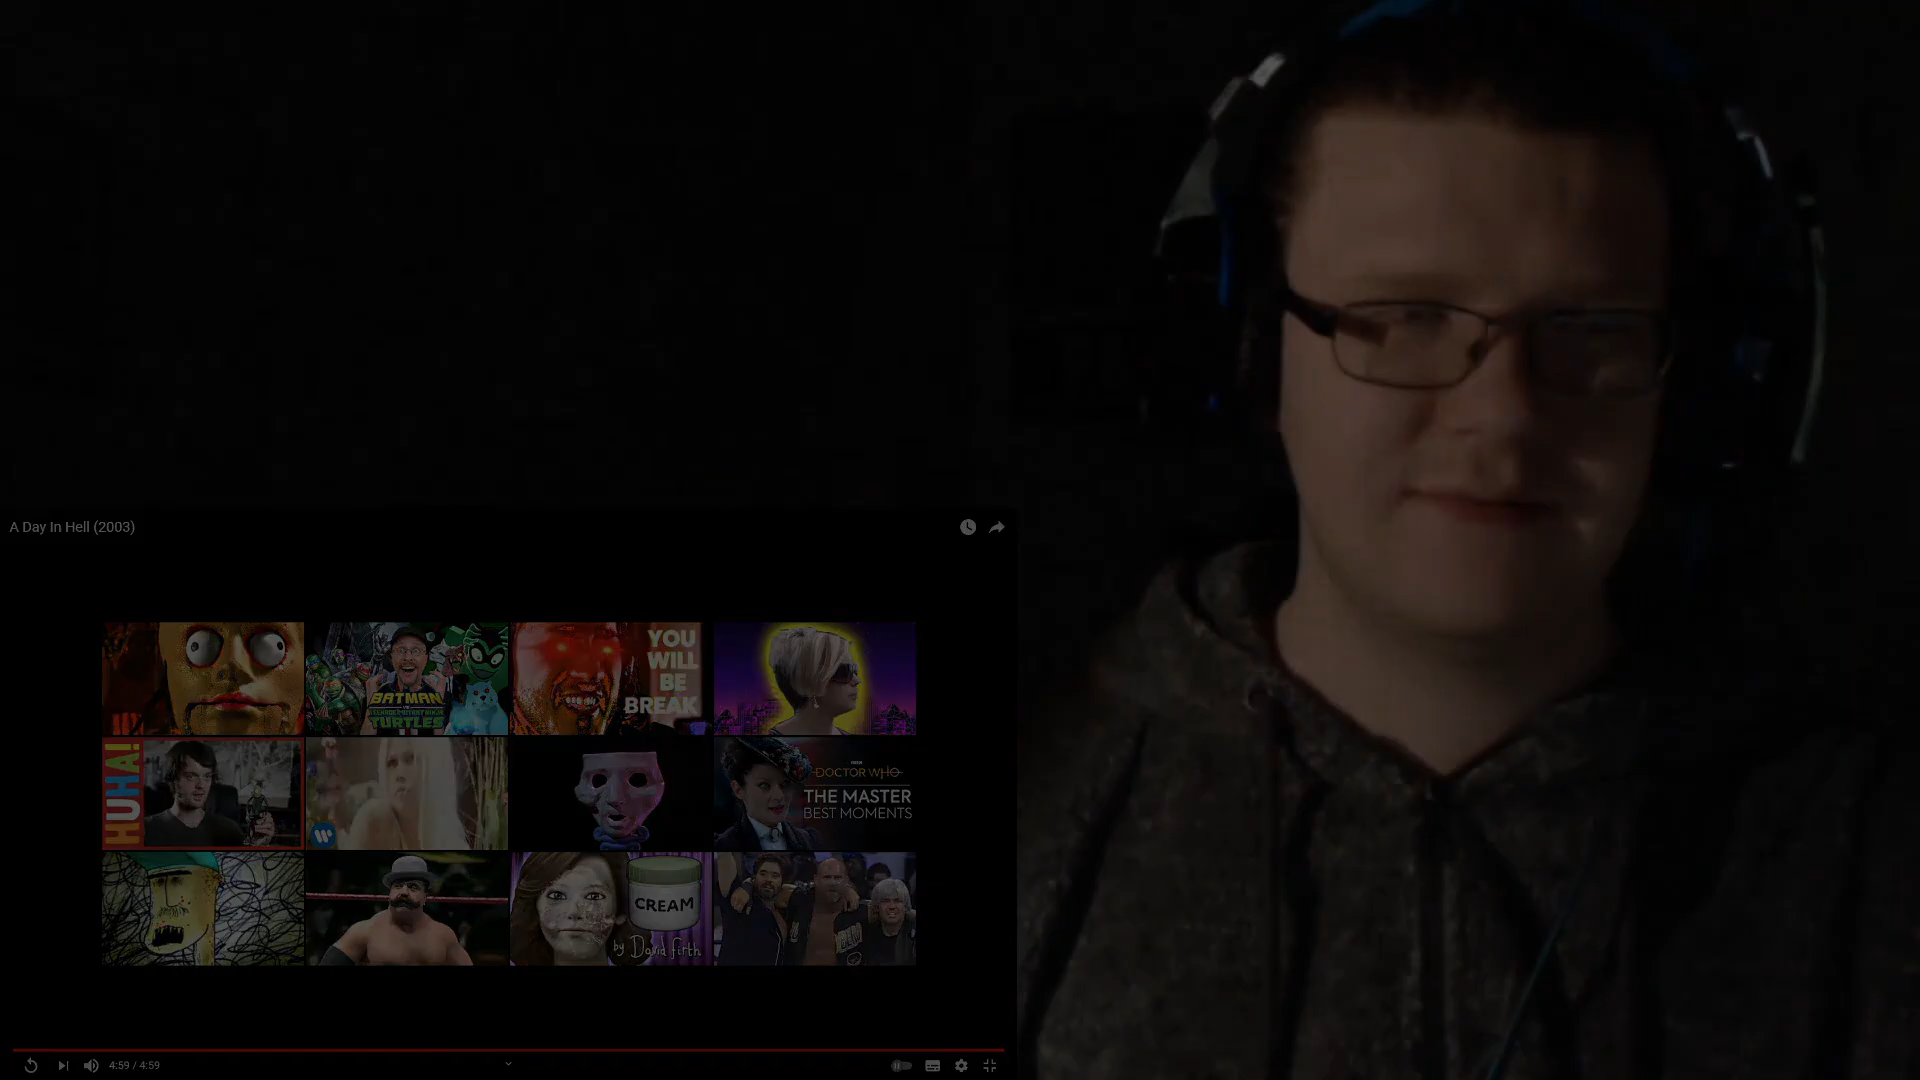 A Day In Hell (2003)
BATMAN
TURTLES
YOU
WILL
BE
BREAK
HUHA!
DOCTOR WHO
THE MASTER
BEST MOMENTS
CREAM
by David firth
4:59 / 4:59